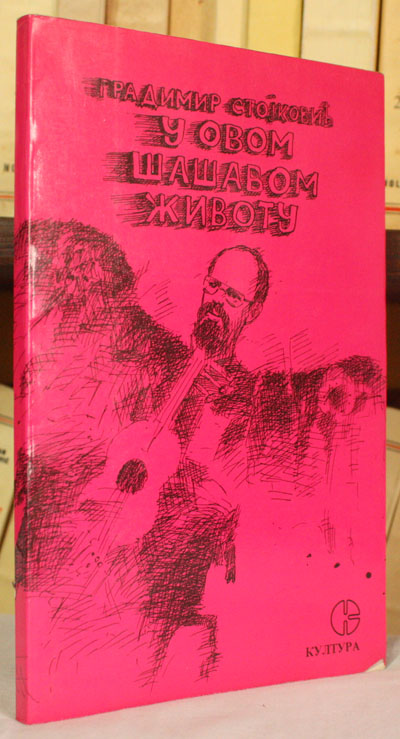 ГРАДИМИР СТОЈКОВИЋ
У ОВОМ
ШАШАВОМ
ЖИВОТУ
КУЛТУРА